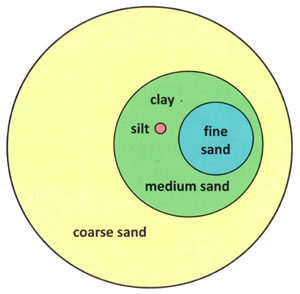 clay
silt
fine
sand
medium sand
coarse sand